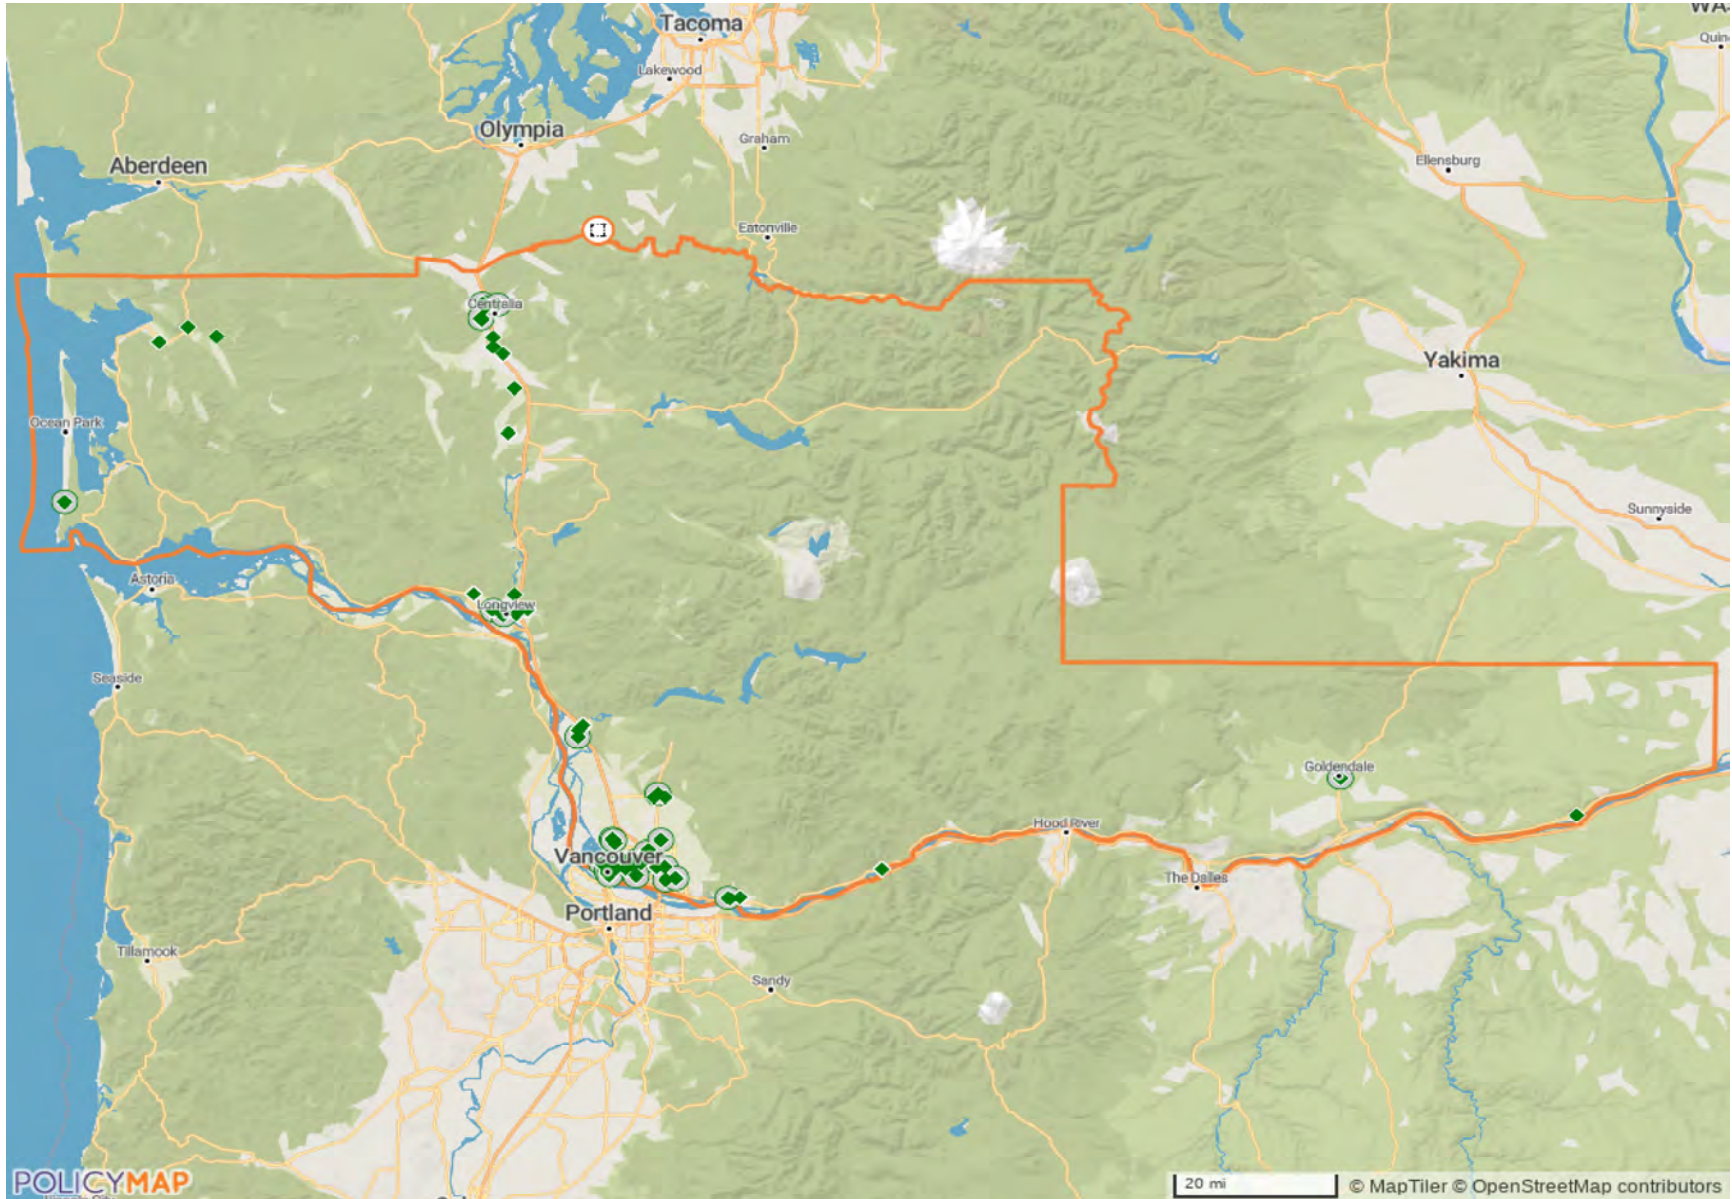 Tacoma
Lakewood
Olympia
Graham
Aberdeen
Ellensburg
Eatonville
Centralia
Yakima
Ocean Park
Sunnyside
Astoria
Longview
Seaside
Goldendale
Hood River
Vancouver
The Dalles
Portland
Tillamook
Sandy
POLICYMAP
20 mi
© MapTiler © OpenStreetMap contributors